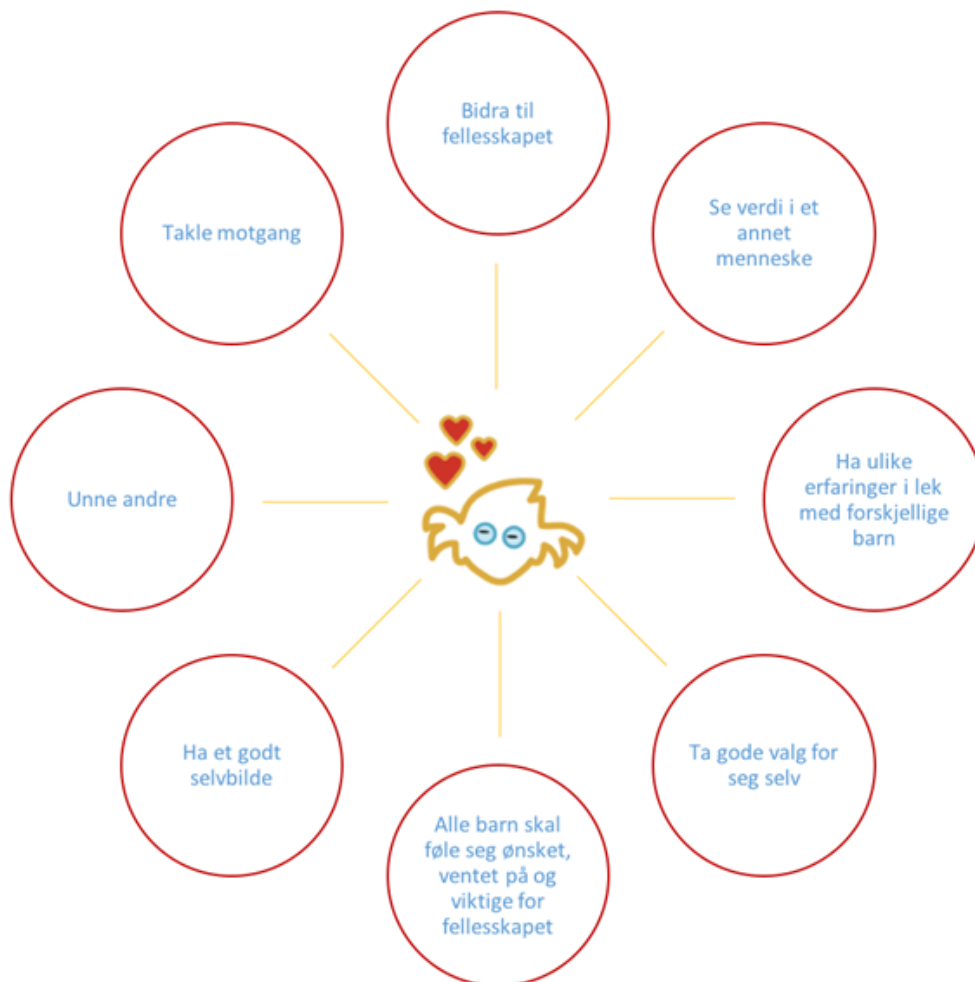 Bidra til
fellesskapet
Se verdi i et
annet
menneske
Ha ulike
erfaringer i lek
med forskjellige
barn
Ta gode valg for
seg selv
Alle barn skal
føle seg ønsket,
ventet på og
viktige for
fellesskapet
Ha et godt
selvbilde
Unne andre
Takle motgang